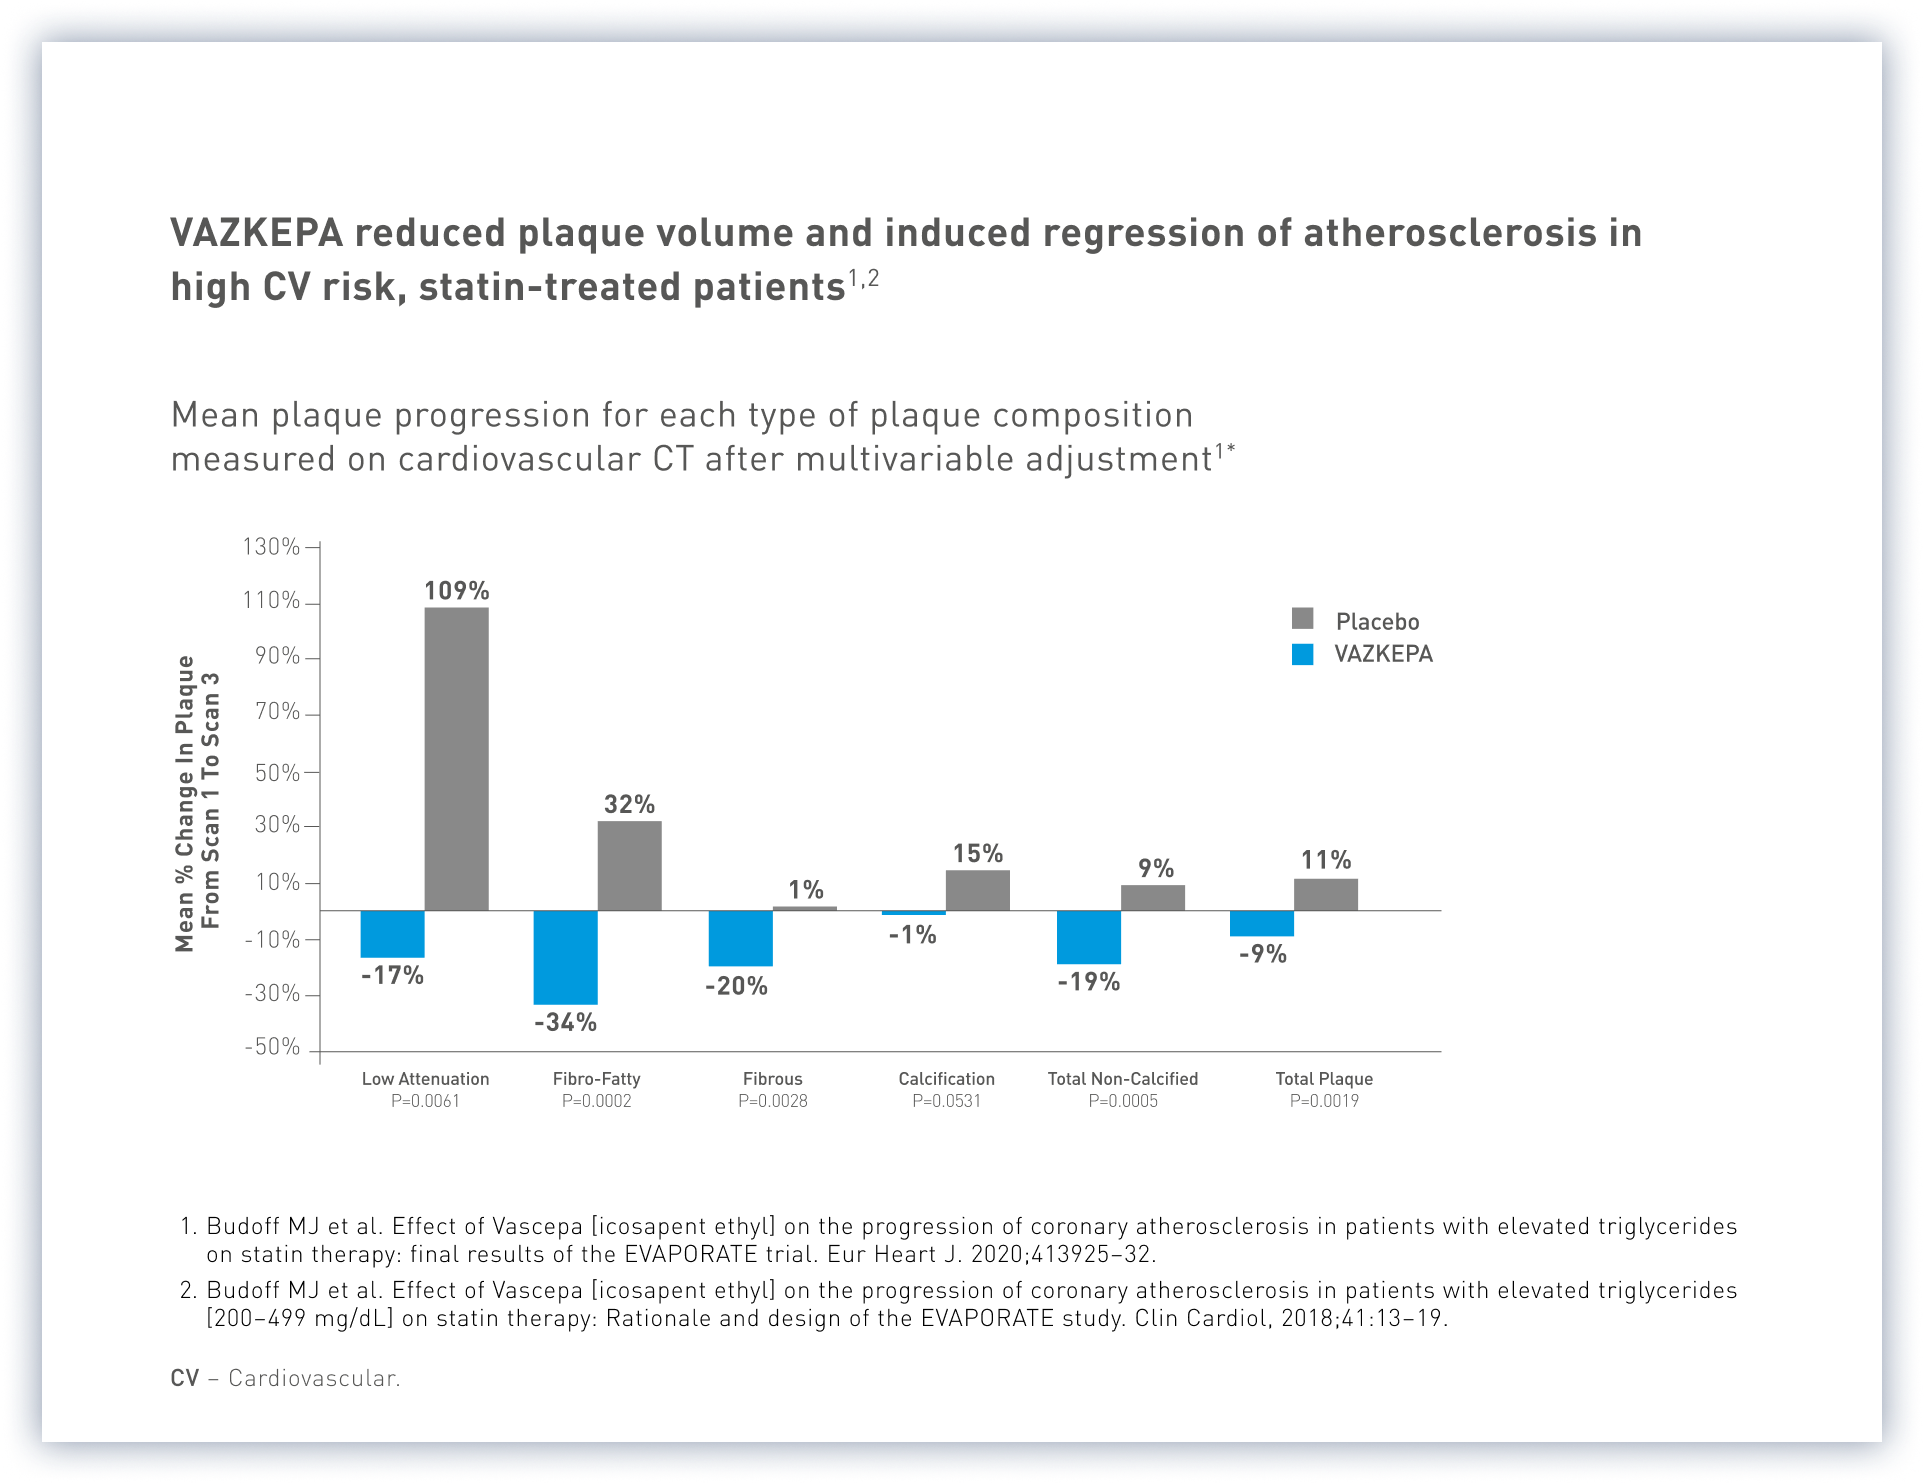 VAZKEPA reduced plaque volume and induced regression of atherosclerosis in
high CV risk, statin-treated patients1,2
Mean plaque progression for each type of plaque composition
measured on cardiovascular CT after multivariable adjustment1*
Mean % Change In Plaque
From Scan 1 To Scan 3
130%
110%
90%
70%
50%
30%
10%
-10%
-30%
-50%
109%
32%
1%
15%
9%
11%
-17%
-34%
-20%
-1%
-19%
-9%
Placebo
VAZKEPA
Low Attenuation
P=0.0061
Fibro-Fatty
P=0.0002
Fibrous
P=0.0028
Calcification
P=0.0531
Total Non-Calcified
P=0.0005
Total Plaque
P=0.0019
1. Budoff MJ et al. Effect of Vascepa [icosapent ethyl] on the progression of coronary atherosclerosis in patients with elevated triglycerides
on statin therapy: final results of the EVAPORATE trial. Eur Heart J. 2020;413925–32.
2. Budoff MJ et al. Effect of Vascepa [icosapent ethyl] on the progression of coronary atherosclerosis in patients with elevated triglycerides
[200–499 mg/dL] on statin therapy: Rationale and design of the EVAPORATE study. Clin Cardiol, 2018;41:13–19.
CV – Cardiovascular.